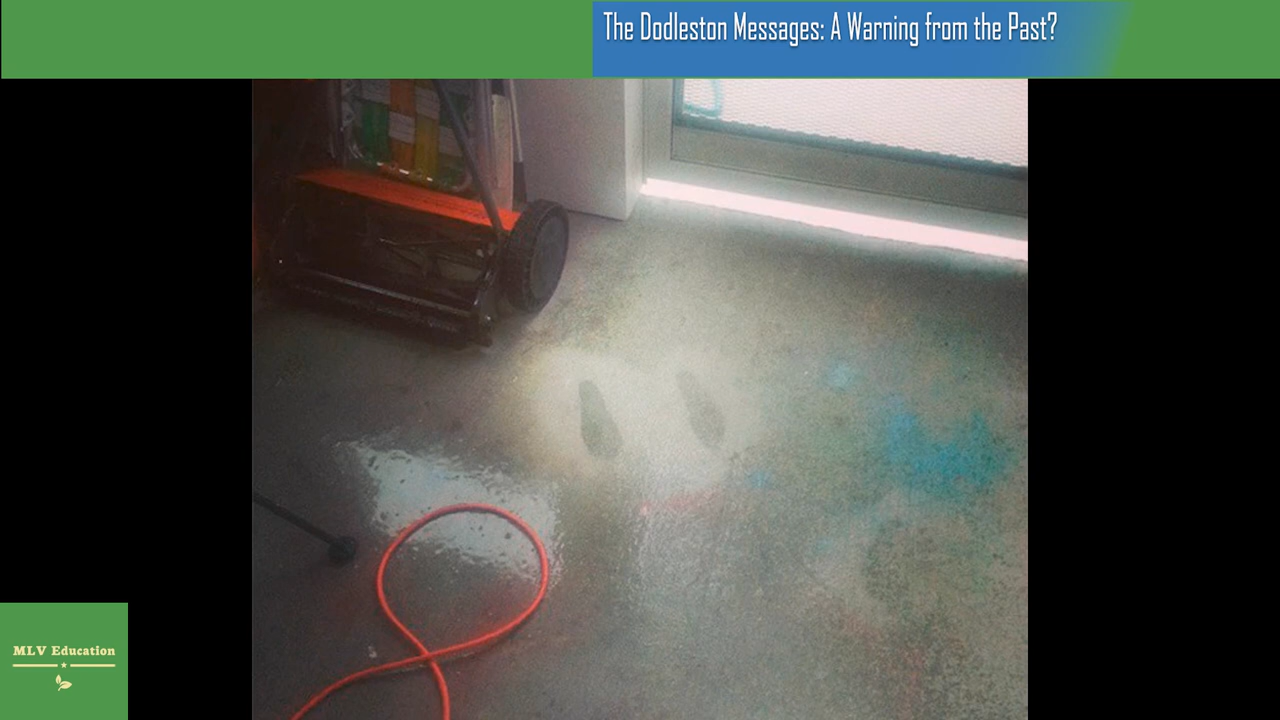 The Dodleston Messages: A Warning from the Past?
MLV Education